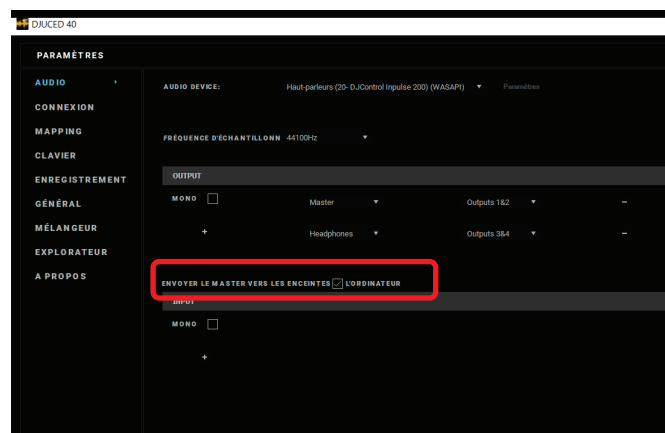 DJUCED 40
PARAMÈTRES
AUDIO
CONNEXION
MAPPING
CLAVIER
ENREGISTREMENT
GÉNÉRAL
MÉLANGEUR
EXPLORATEUR
A PROPOS
AUDIO DEVICE: Haut-parleurs (20- DJControl Inpulse 200) (WASAPI) Paramètres
FRÉQUENCE D'ÉCHANTILLONN 44100Hz
OUTPUT
MONO Master Outputs 1&2 −
+ Headphones Outputs 3&4 −
ENVOYER LE MASTER VERS LES ENCEINTES L'ORDINATEUR
INPUT
MONO
+